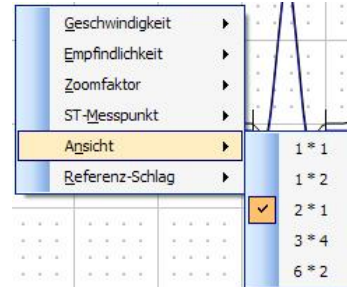 Geschwindigkeit
Empfindlichkeit
Zoomfaktor
ST-Messpunkt
Ansicht
Referenz-Schlag
1 * 1
1 * 2
2 * 1
3 * 4
6 * 2